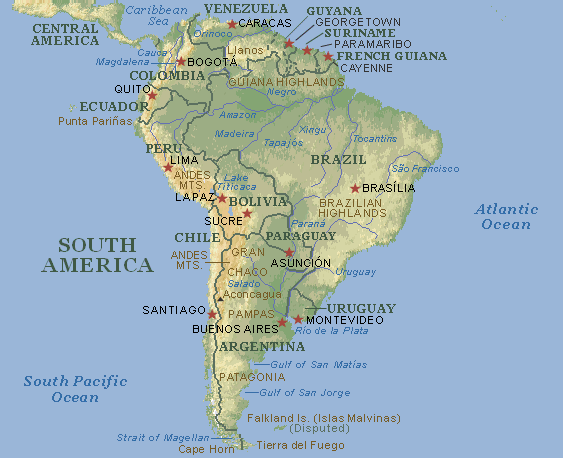 VENEZUELA
Caribbean
Sea
GUYANA
GEORGETOWN
CARACAS
SURINAME
CENTRAL
AMERICA
Orinoco
PARAMARIBO
Cauca
Llanos
FRENCH GUIANA
Magdalena
BOGOTÁ
CAYENNE
COLOMBIA
GUIANA HIGHLANDS
QUITO
Negro
ECUADOR
Amazon
Punta Pariñas
Madeira
Xingu
Tocantins
Tapajos
PERU
LIMA
BRAZIL
São Francisco
ANDES
MTS.
Lake
Titicaca
LAPAZ
BRASÍLIA
BOLIVIA
BRAZILIAN
HIGHLANDS
SUCRE
Atlantic
Ocean
Paraná
CHILE
PARAGUAY
SOUTH
AMERICA
ANDES
MTS.
GRAN
CHACO
ASUNCIÓN
Uruguay
Salado
Aconcagua
SANTIAGO
PAMPAS
URUGUAY
MONTEVIDEO
BUENOS AIRES
Río de la Plata
ARGENTINA
Gulf of San Matías
South Pacific
Ocean
PATAGONIA
Gulf of San Jorge
Falkland Is. (Islas Malvinas)
(Disputed)
Strait of Magellan
Cape Horn
Tierra del Fuego